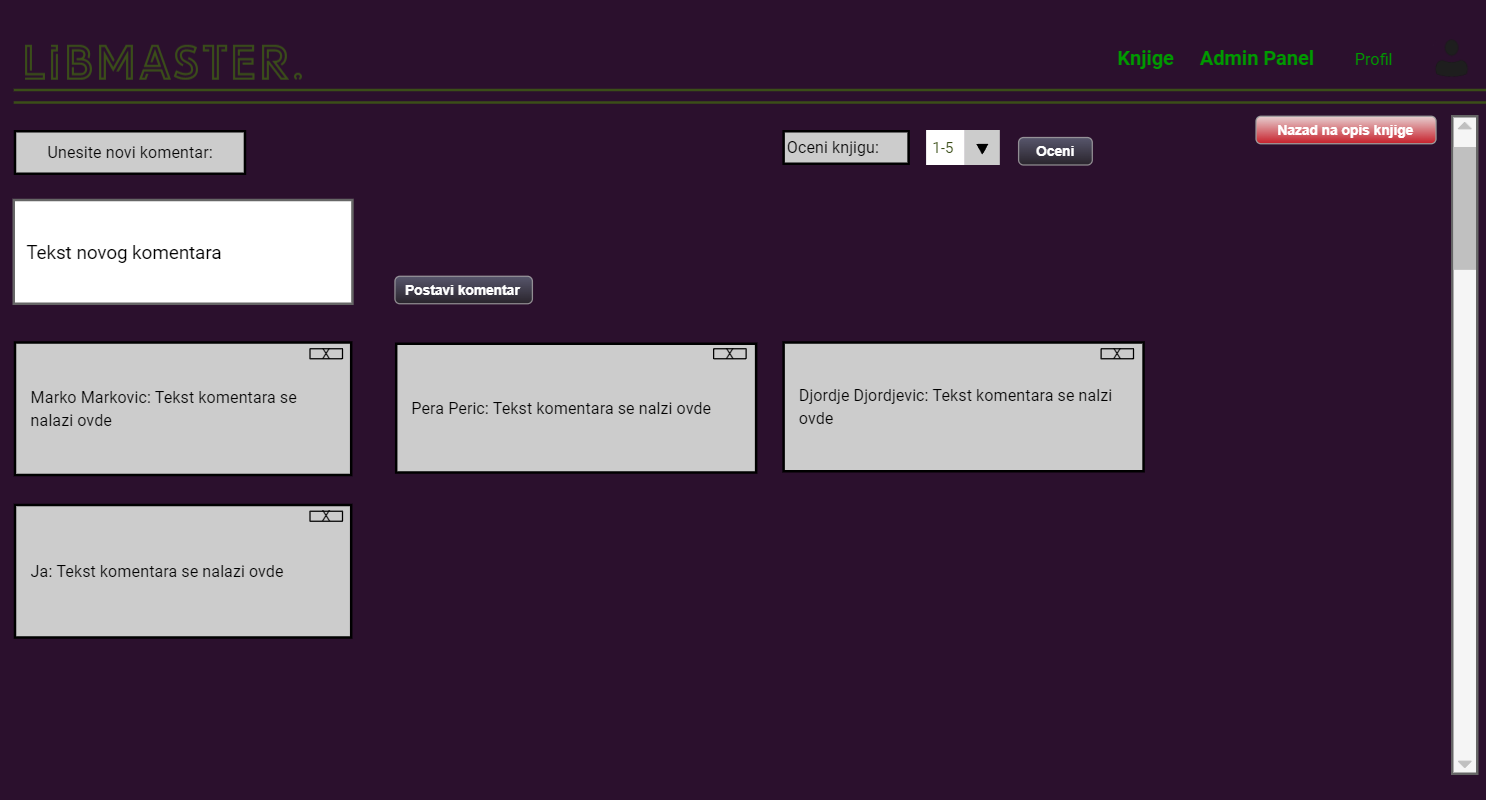 LiBMASTER.
Knjige Admin Panel Profil
Nazad na opis knjige
Unesite novi komentar:
Oceni knjigu: 1-5 ▼ Oceni
Tekst novog komentara
Postavi komentar
X
Marko Markovic: Tekst komentara se
nalazi ovde
X
Pera Peric: Tekst komentara se nalzi ovde
X
Djordje Djordjevic: Tekst komentara se nalzi
ovde
X
Ja: Tekst komentara se nalazi ovde